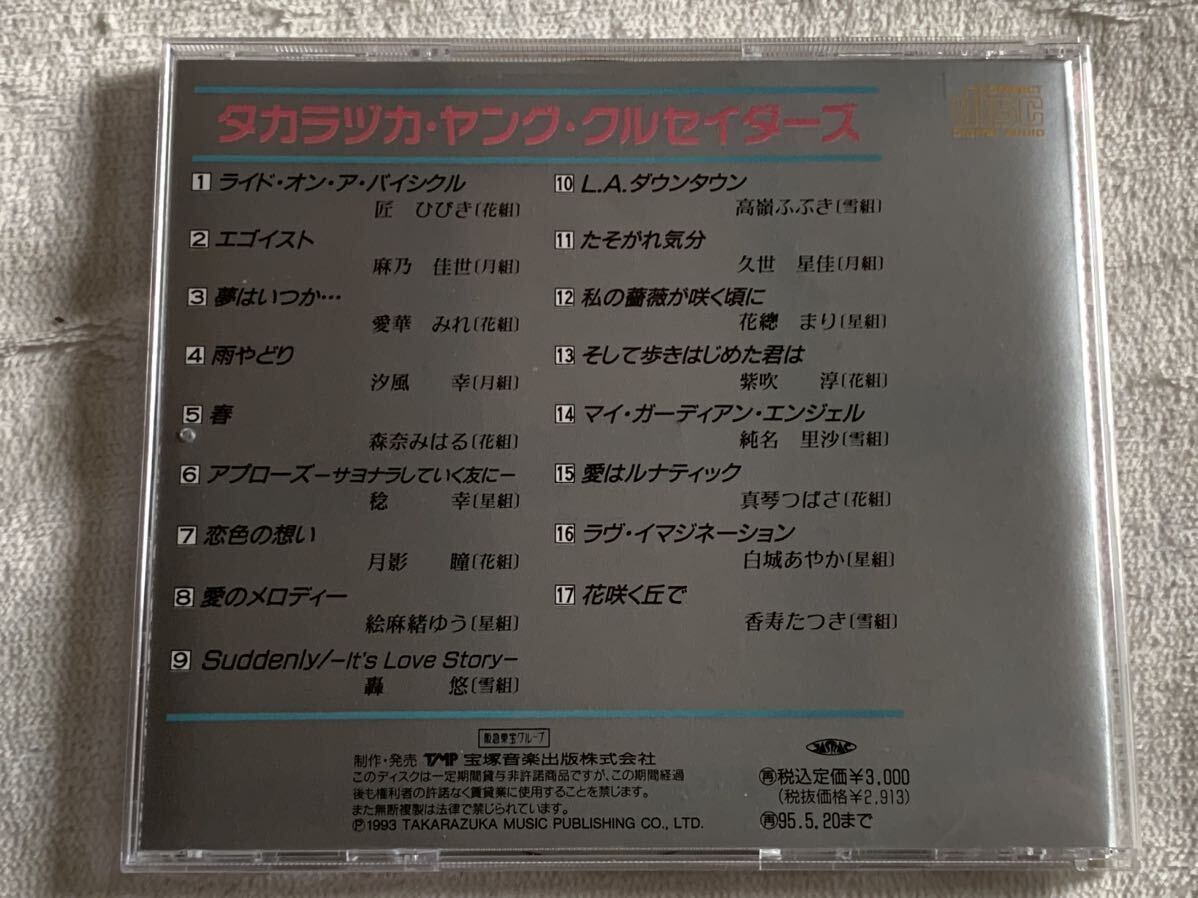 タカラヅカ・ヤング・クルセイダーズ
COMPACT
disc
DIGITAL AUDIO
1 ライド・オン・ア・バイシクル
匠 ひびき〔花組〕
2 エゴイスト
麻乃 佳世〔月組〕
3 夢はいつか…
愛華 みれ〔花組〕
4 雨やどり
汐風 幸〔月組〕
5 春
森奈みはる〔花組〕
6 アプローズ－サヨナラしていく友に－
稔 幸〔星組〕
7 恋色の想い
月影 瞳〔花組〕
8 愛のメロディー
絵麻緒ゆう〔星組〕
9 Suddenly/－It's Love Story－
轟 悠〔雪組〕
10 L.A.ダウンタウン
高嶺ふぶき〔雪組〕
11 たそがれ気分
久世 星佳〔月組〕
12 私の薔薇が咲く頃に
花總 まり〔星組〕
13 そして歩きはじめた君は
紫吹 淳〔花組〕
14 マイ・ガーディアン・エンジェル
純名 里沙〔雪組〕
15 愛はルナティック
真琴つばさ〔花組〕
16 ラヴ・イマジネーション
白城あやか〔星組〕
17 花咲く丘で
香寿たつき〔雪組〕
阪急東宝グループ
制作・発売 TMP 宝塚音楽出版株式会社
このディスクは一定期間貸与非許諾商品ですが、この期間経過
後も権利者の許諾なく賃貸業に使用することを禁じます。
また無断複製は法律で禁じられています。
Ⓟ1993 TAKARAZUKA MUSIC PUBLISHING CO., LTD.
JASRAC
㊢税込定価¥3,000
(税抜価格¥2,913)
再95.5.20まで